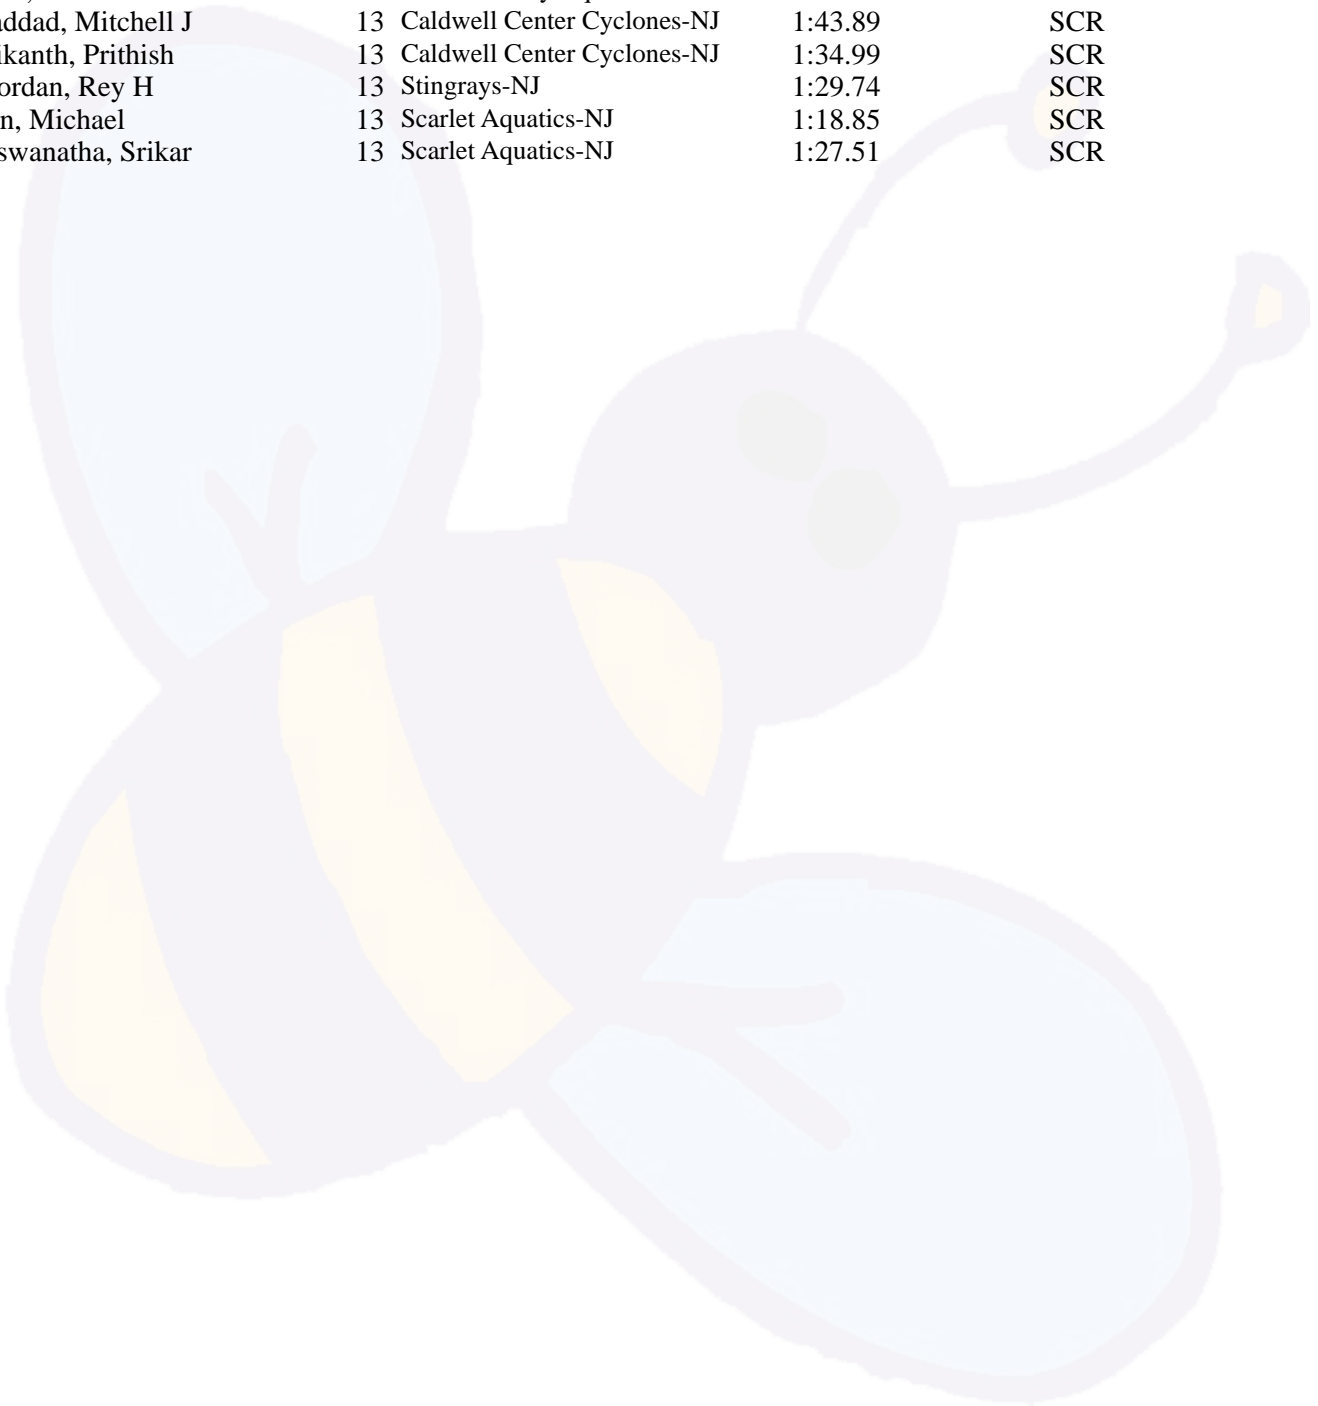 addad, Mitchell J 13 Caldwell Center Cyclones-NJ 1:43.89 SCR
ikanth, Prithish 13 Caldwell Center Cyclones-NJ 1:34.99 SCR
ordan, Rey H 13 Stingrays-NJ 1:29.74 SCR
n, Michael 13 Scarlet Aquatics-NJ 1:18.85 SCR
swanatha, Srikar 13 Scarlet Aquatics-NJ 1:27.51 SCR